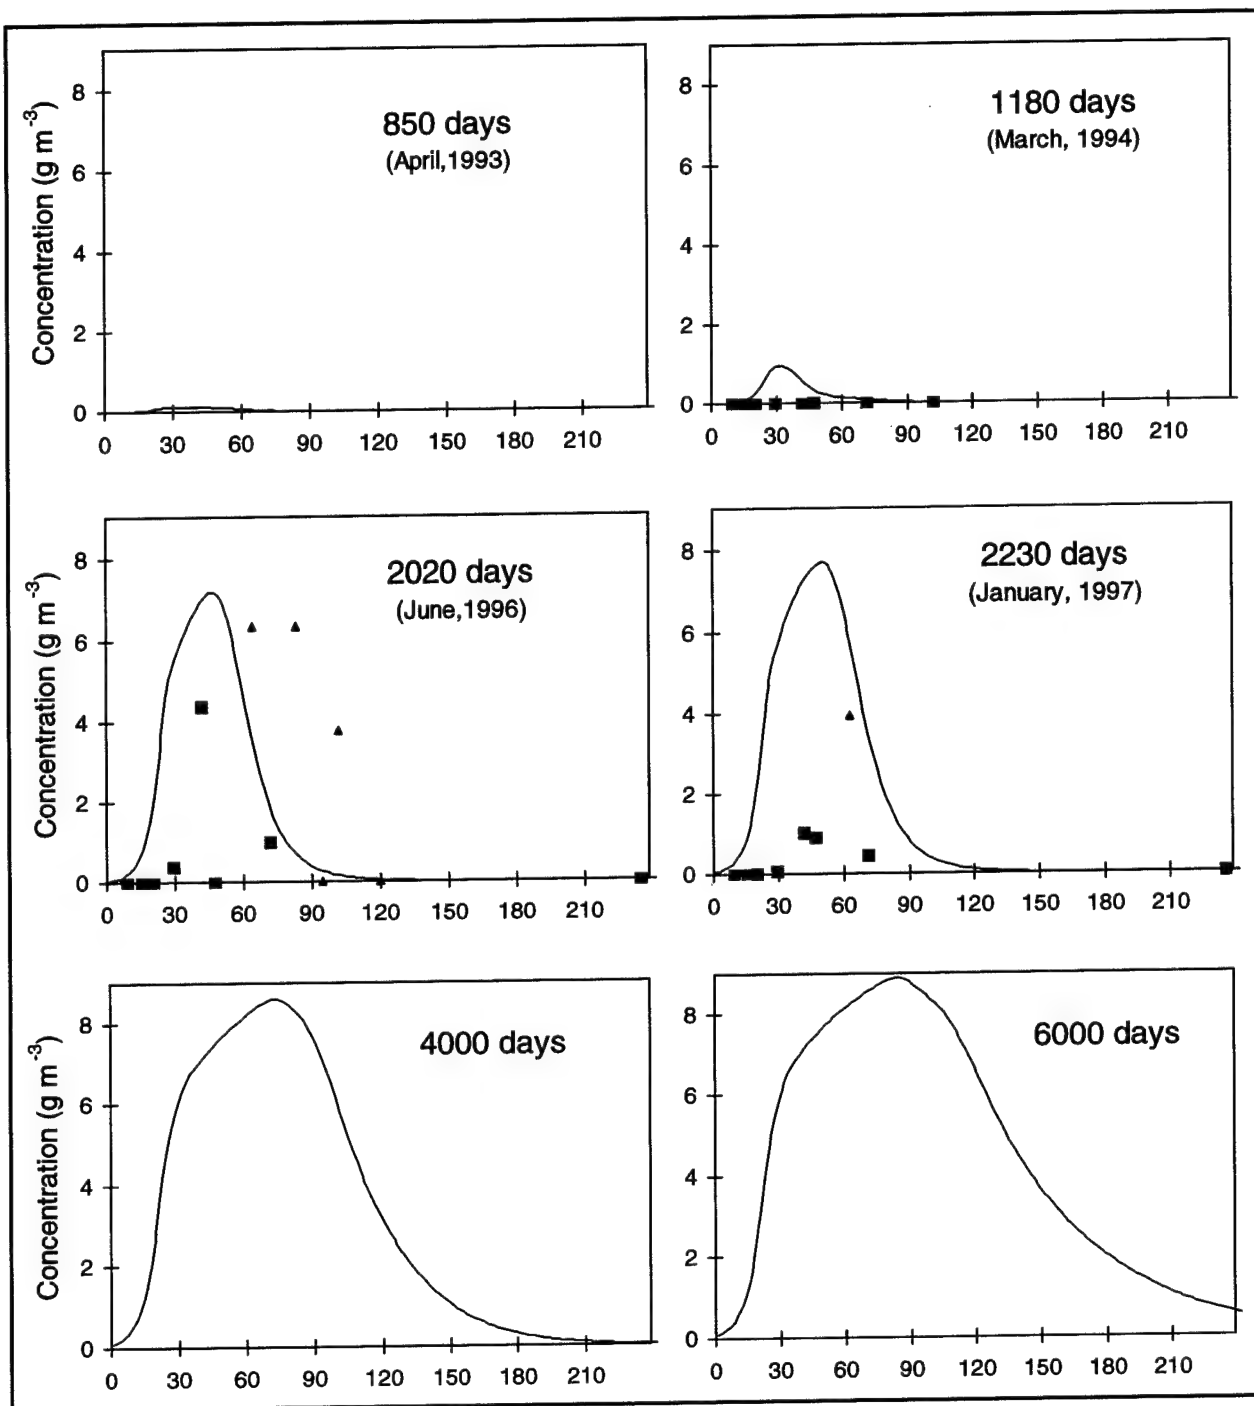 850 days
(April,1993)
Concentration (g m⁻³)
8
6
4
2
0
0 30 60 90 120 150 180 210
1180 days
(March, 1994)
8
6
4
2
0
0 30 60 90 120 150 180 210
2020 days
(June,1996)
Concentration (g m⁻³)
8
6
4
2
0
0 30 60 90 120 150 180 210
2230 days
(January, 1997)
8
6
4
2
0
0 30 60 90 120 150 180 210
4000 days
Concentration (g m⁻³)
8
6
4
2
0
0 30 60 90 120 150 180 210
6000 days
8
6
4
2
0
0 30 60 90 120 150 180 210